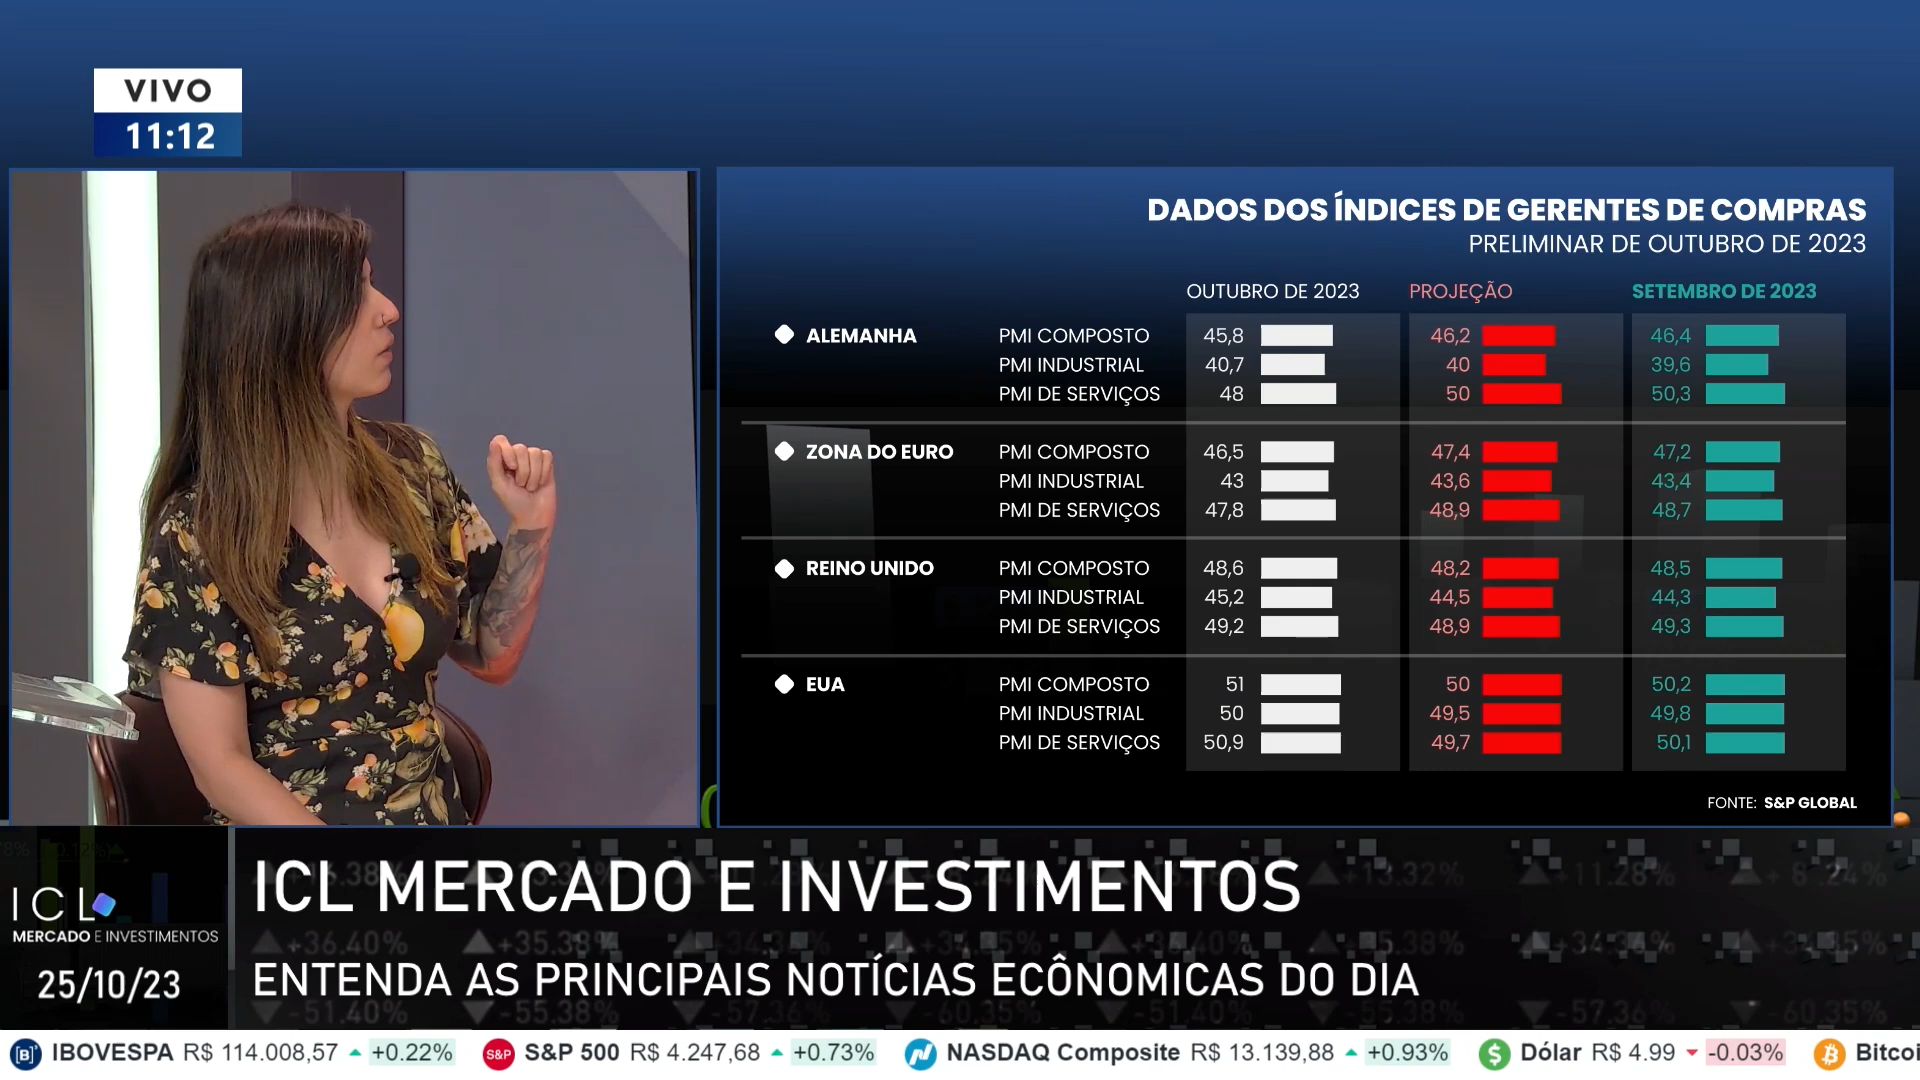 VIVO
11:12
DADOS DOS ÍNDICES DE GERENTES DE COMPRAS
PRELIMINAR DE OUTUBRO DE 2023
OUTUBRO DE 2023 PROJEÇÃO SETEMBRO DE 2023
ALEMANHA PMI COMPOSTO 45,8 46,2 46,4
PMI INDUSTRIAL 40,7 40 39,6
PMI DE SERVIÇOS 48 50 50,3
ZONA DO EURO PMI COMPOSTO 46,5 47,4 47,2
PMI INDUSTRIAL 43 43,6 43,4
PMI DE SERVIÇOS 47,8 48,9 48,7
REINO UNIDO PMI COMPOSTO 48,6 48,2 48,5
PMI INDUSTRIAL 45,2 44,5 44,3
PMI DE SERVIÇOS 49,2 48,9 49,3
EUA PMI COMPOSTO 51 50 50,2
PMI INDUSTRIAL 50 49,5 49,8
PMI DE SERVIÇOS 50,9 49,7 50,1
FONTE: S&P GLOBAL
ICL
MERCADO E INVESTIMENTOS
25/10/23
ICL MERCADO E INVESTIMENTOS
ENTENDA AS PRINCIPAIS NOTÍCIAS ECÔNOMICAS DO DIA
[B]³ IBOVESPA R$ 114.008,57 +0.22% S&P S&P 500 R$ 4.247,68 +0.73% NASDAQ Composite R$ 13.139,88 +0.93% $ Dólar R$ 4.99 -0.03% Bitcoi